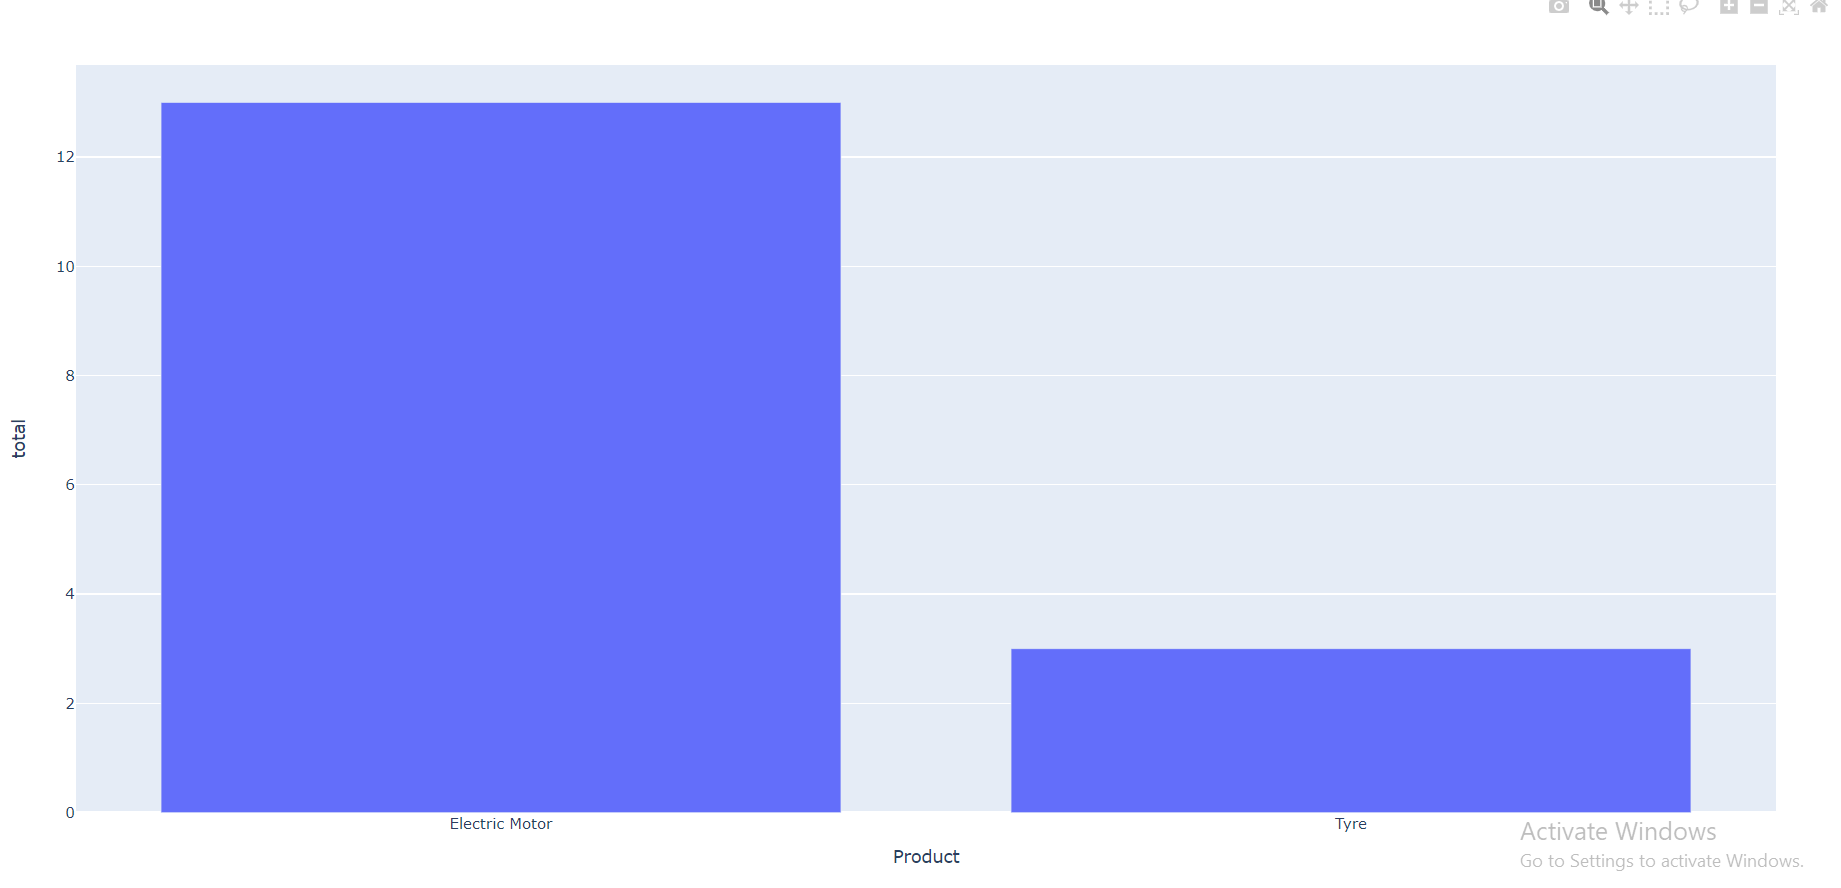 12
10
8
6
4
2
0
total
Electric Motor
Tyre
Product
Activate Windows
Go to Settings to activate Windows.